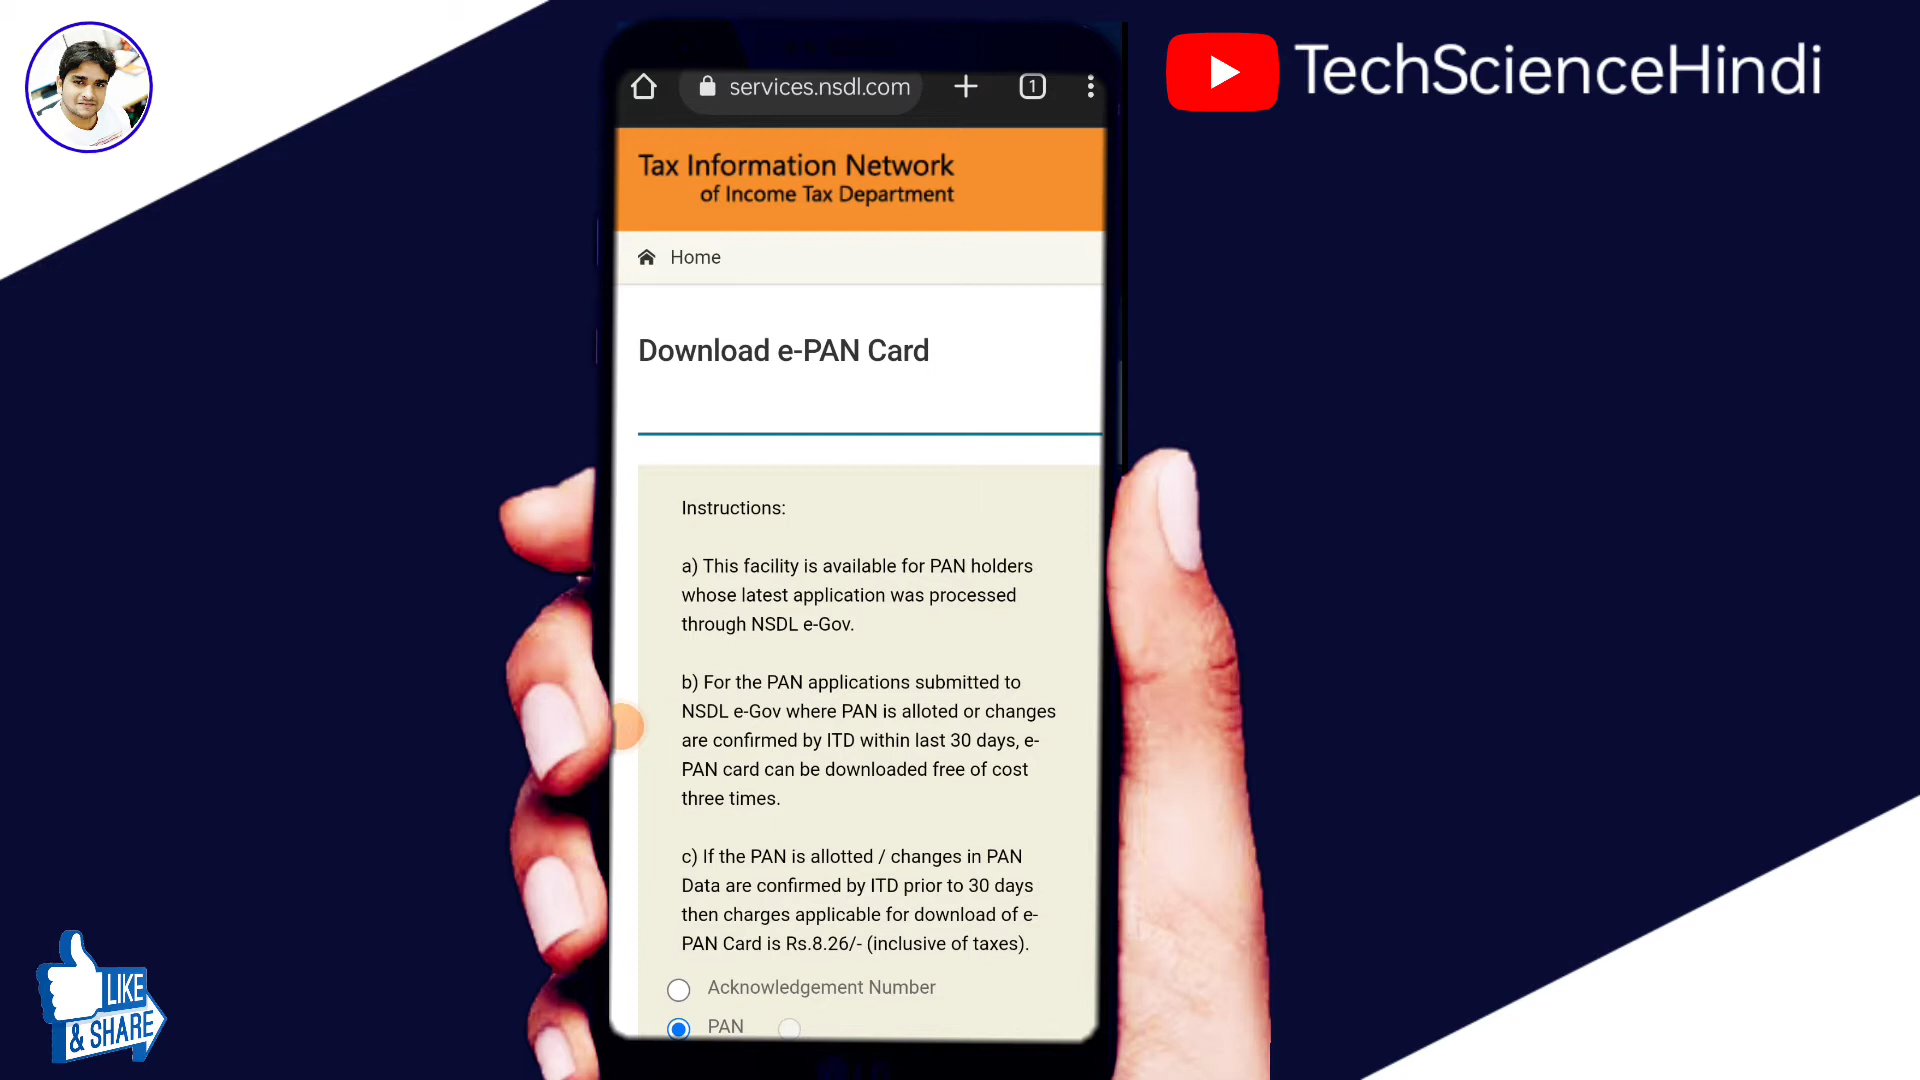 TechScienceHindi
services.nsdl.com
1
Tax Information Network
of Income Tax Department
Home
Download e-PAN Card
Instructions:
a) This facility is available for PAN holders
whose latest application was processed
through NSDL e-Gov.
b) For the PAN applications submitted to
NSDL e-Gov where PAN is alloted or changes
are confirmed by ITD within last 30 days, e-
PAN card can be downloaded free of cost
three times.
c) If the PAN is allotted / changes in PAN
Data are confirmed by ITD prior to 30 days
then charges applicable for download of e-
PAN Card is Rs.8.26/- (inclusive of taxes).
Acknowledgement Number
PAN
LIKE
& SHARE